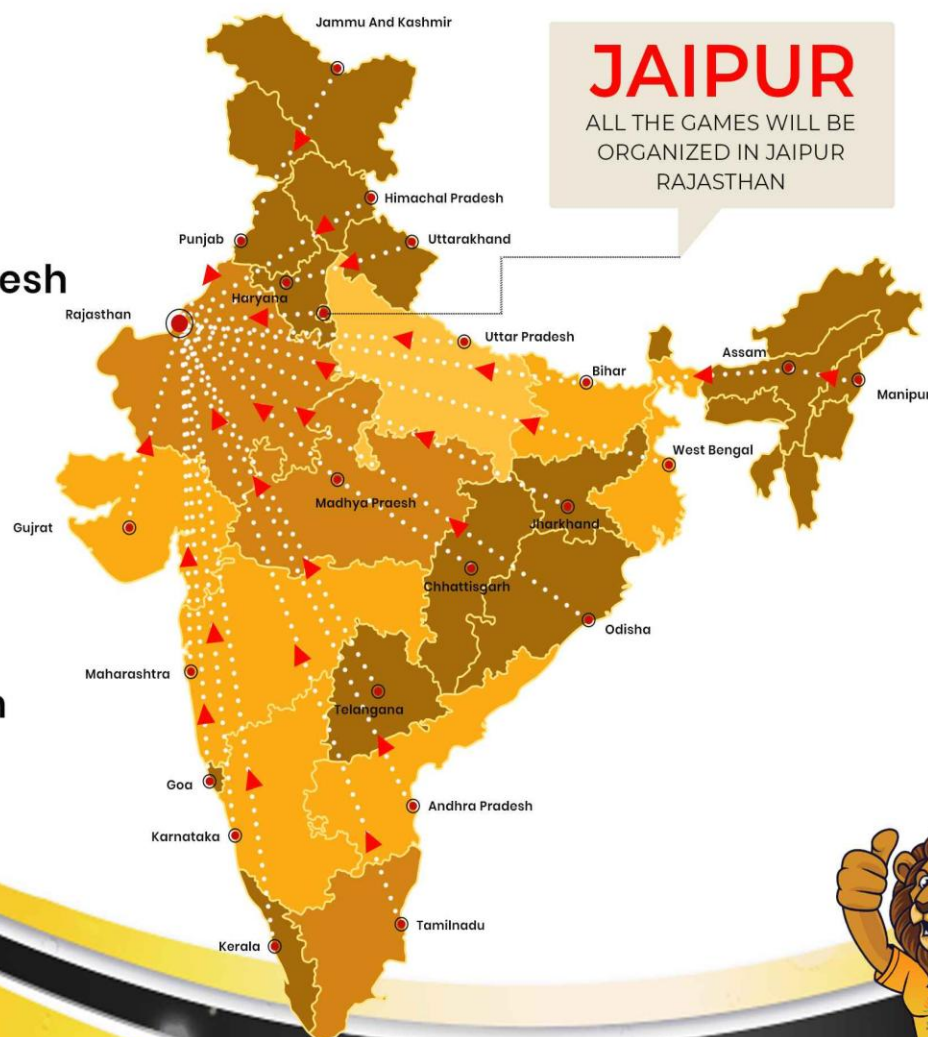 Jammu And Kashmir
JAIPUR
ALL THE GAMES WILL BE
ORGANIZED IN JAIPUR
RAJASTHAN
Himachal Pradesh
Punjab
Uttarakhand
esh
Haryana
Rajasthan
Uttar Pradesh
Assam
Bihar
Manipur
West Bengal
Madhya Praesh
Gujrat
Jharkhand
Chhattisgarh
Odisha
Maharashtra
Telangana
Goa
Andhra Pradesh
Karnataka
Tamilnadu
Kerala